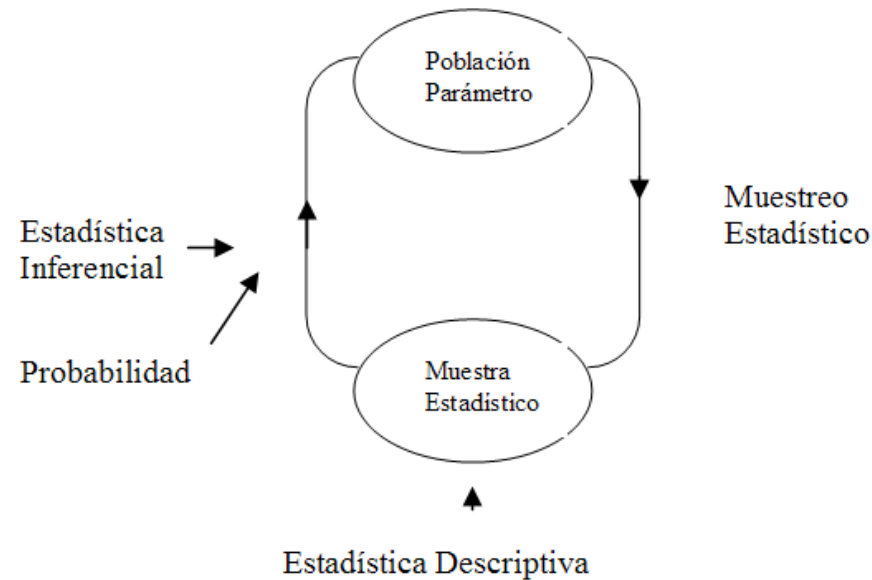 Población
Parámetro
Muestreo
Estadístico
Estadística
Inferencial
Probabilidad
Muestra
Estadístico
Estadística Descriptiva